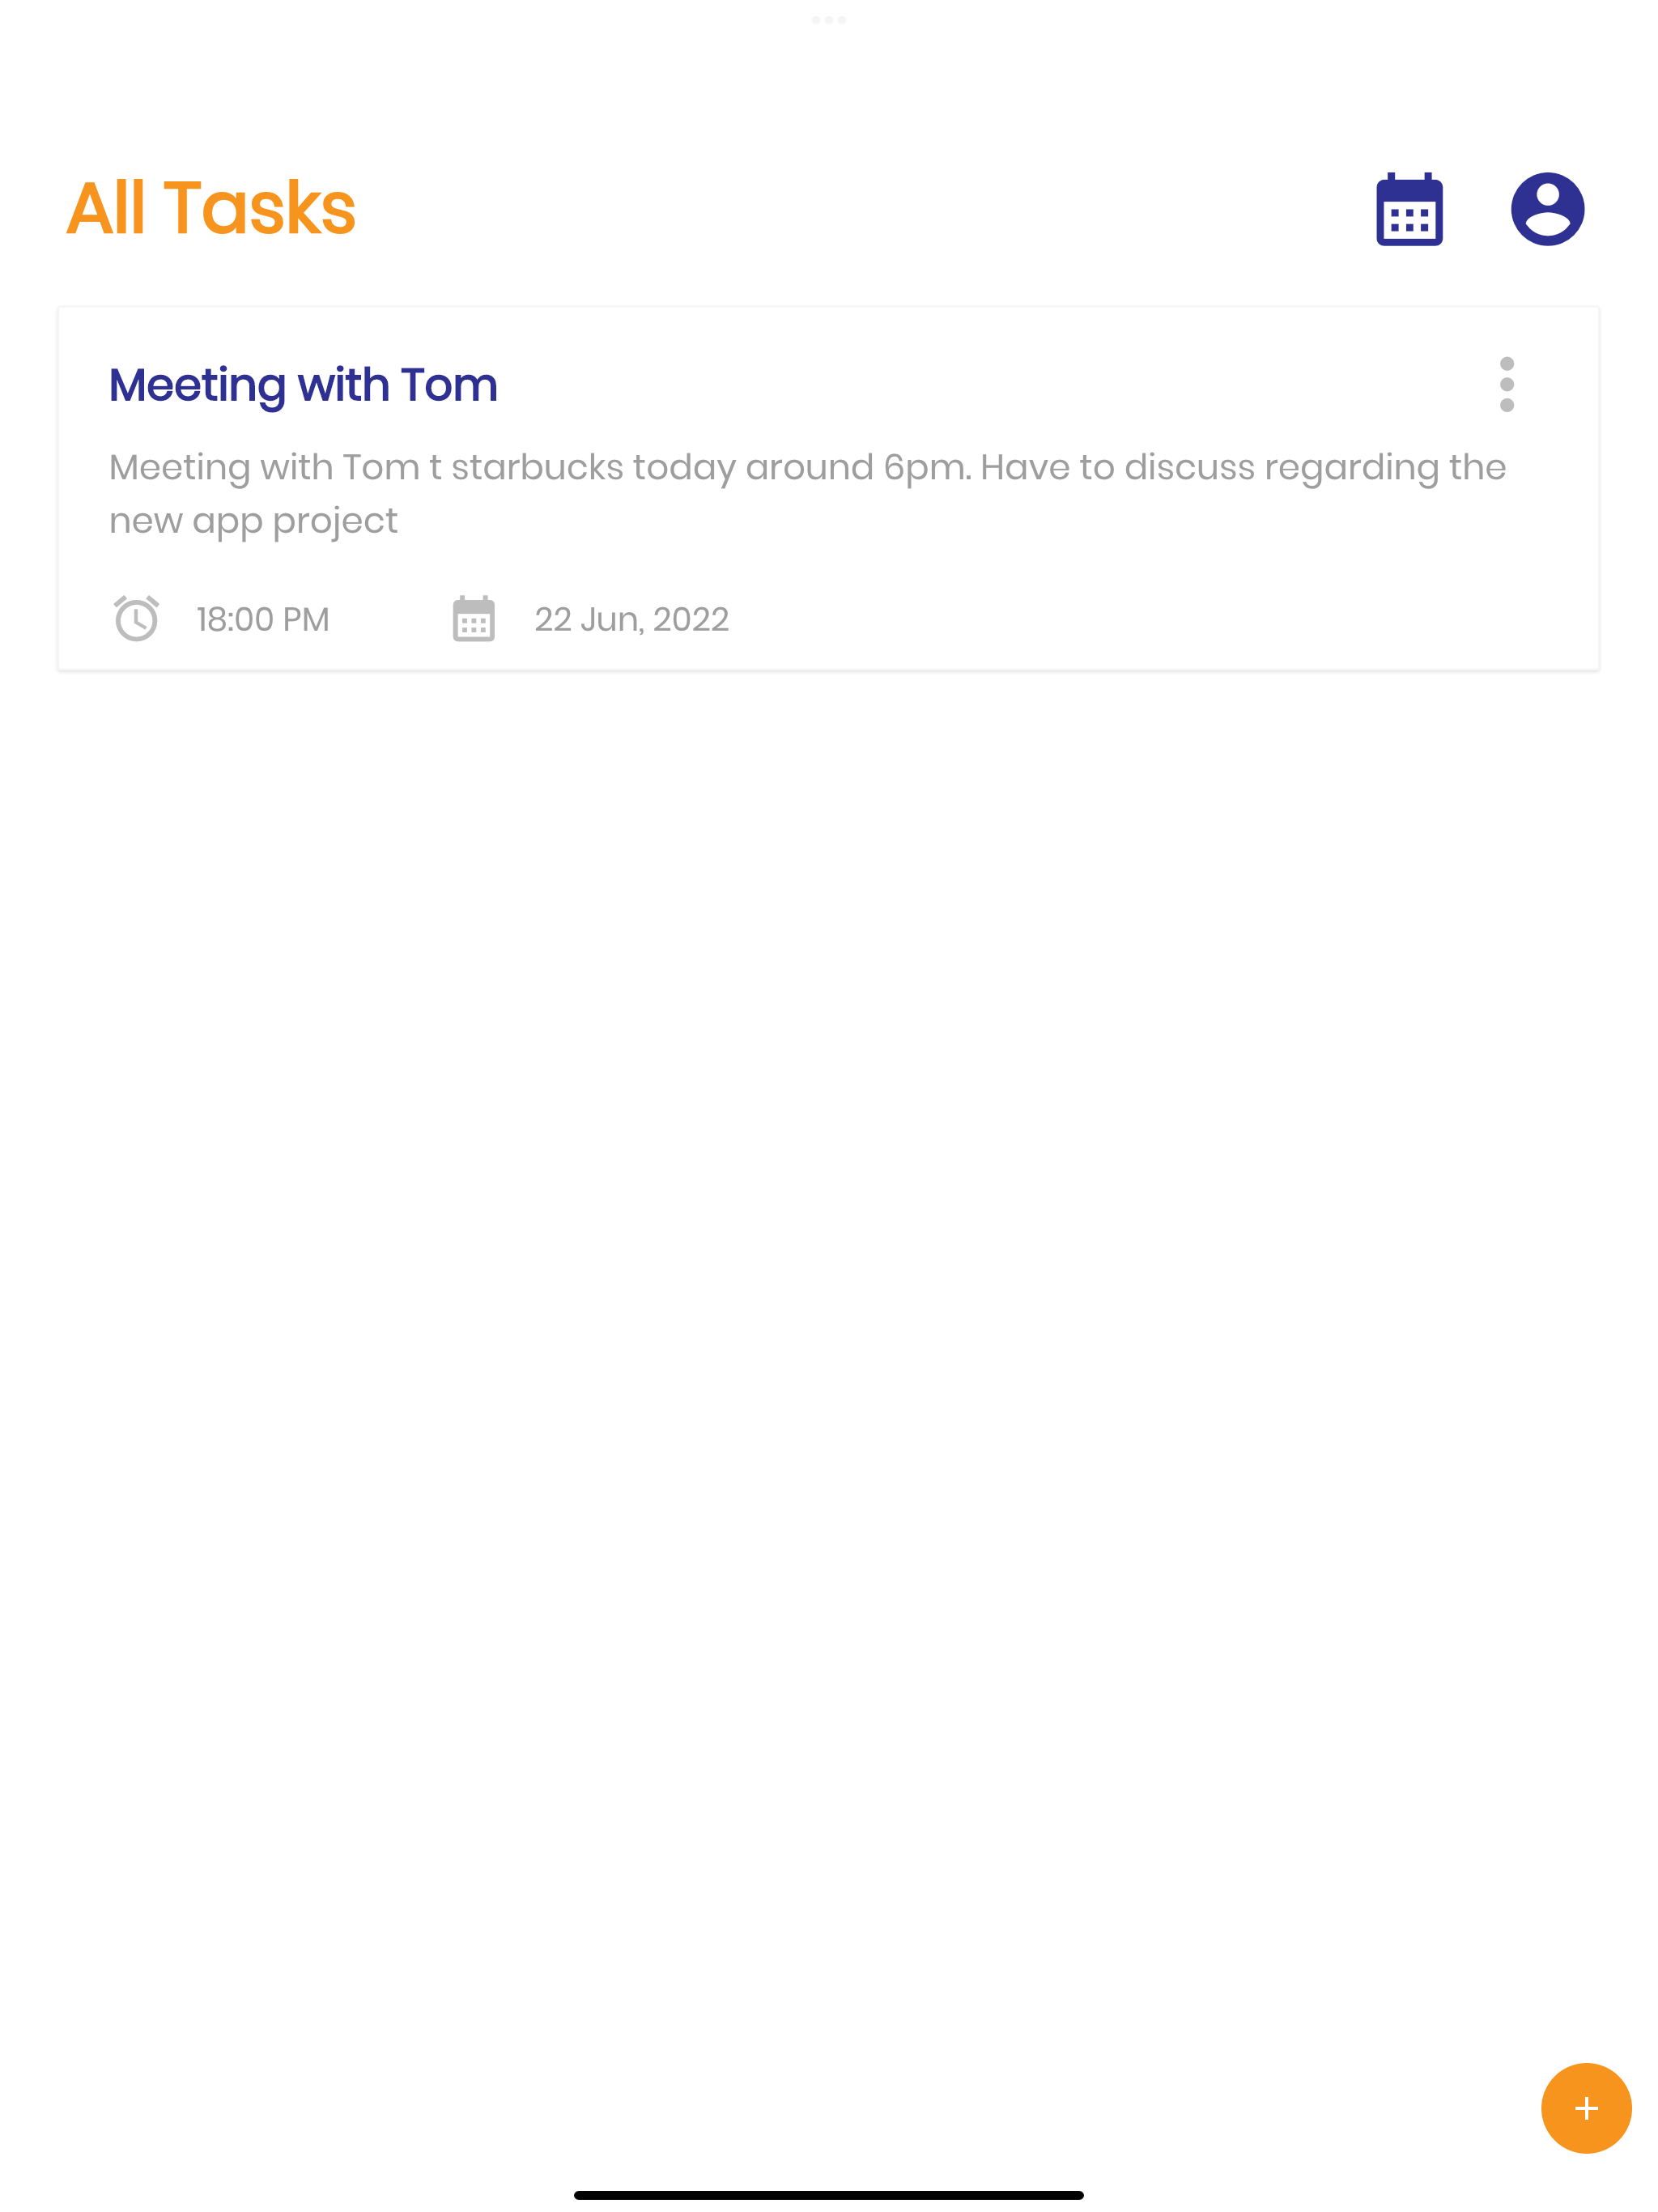 All Tasks
Meeting with Tom
Meeting with Tom t starbucks today around 6pm. Have to discuss regarding the
new app project
18:00 PM
22 Jun, 2022